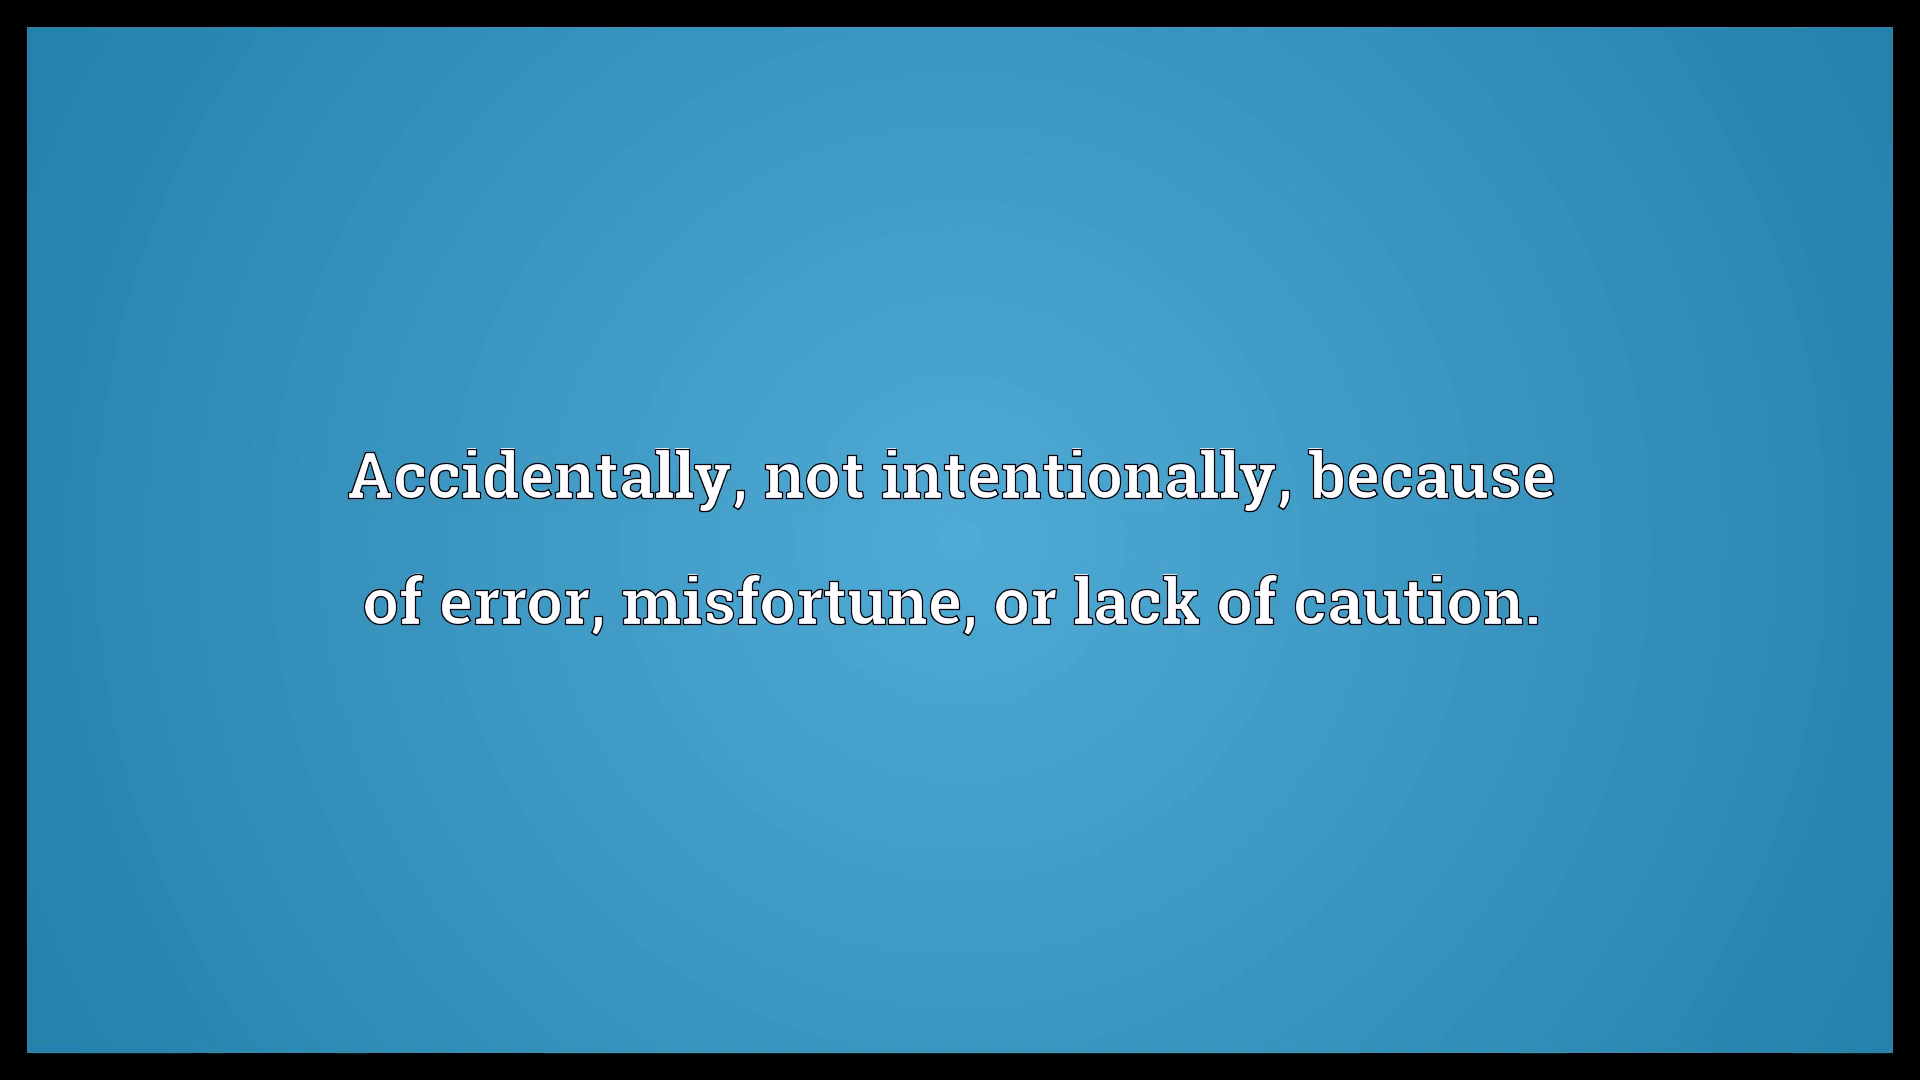 Accidentally, not intentionally, because
of error, misfortune, or lack of caution.